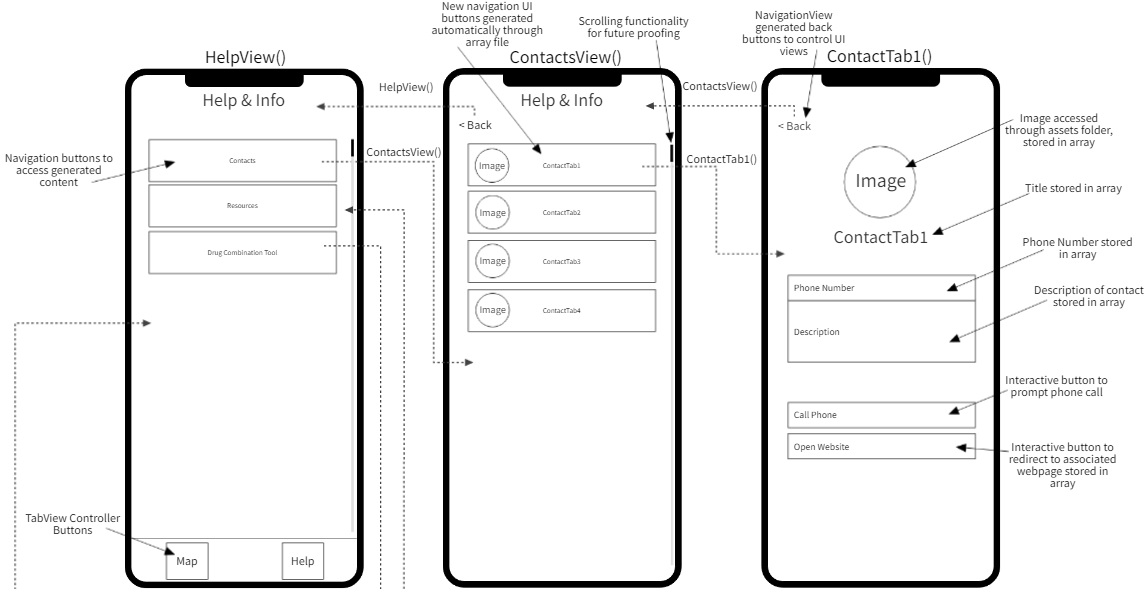 New navigation UI
buttons generated
automatically through
array file
Scrolling functionality
for future proofing
NavigationView
generated back
buttons to control UI
views
HelpView()
ContactsView()
ContactTab1()
Help & Info
HelpView()
Help & Info
ContactsView()
< Back
< Back
Navigation buttons to
access generated
content
Contacts
Resources
Drug Combination Tool
ContactsView()
Image
ContactTab1
Image
ContactTab2
Image
ContactTab3
Image
ContactTab4
ContactTab1()
Image
ContactTab1
Phone Number
Description
Call Phone
Open Website
Image accessed
through assets folder,
stored in array
Title stored in array
Phone Number stored
in array
Description of contact
stored in array
Interactive button to
prompt phone call
Interactive button to
redirect to associated
webpage stored in
array
TabView Controller
Buttons
Map
Help